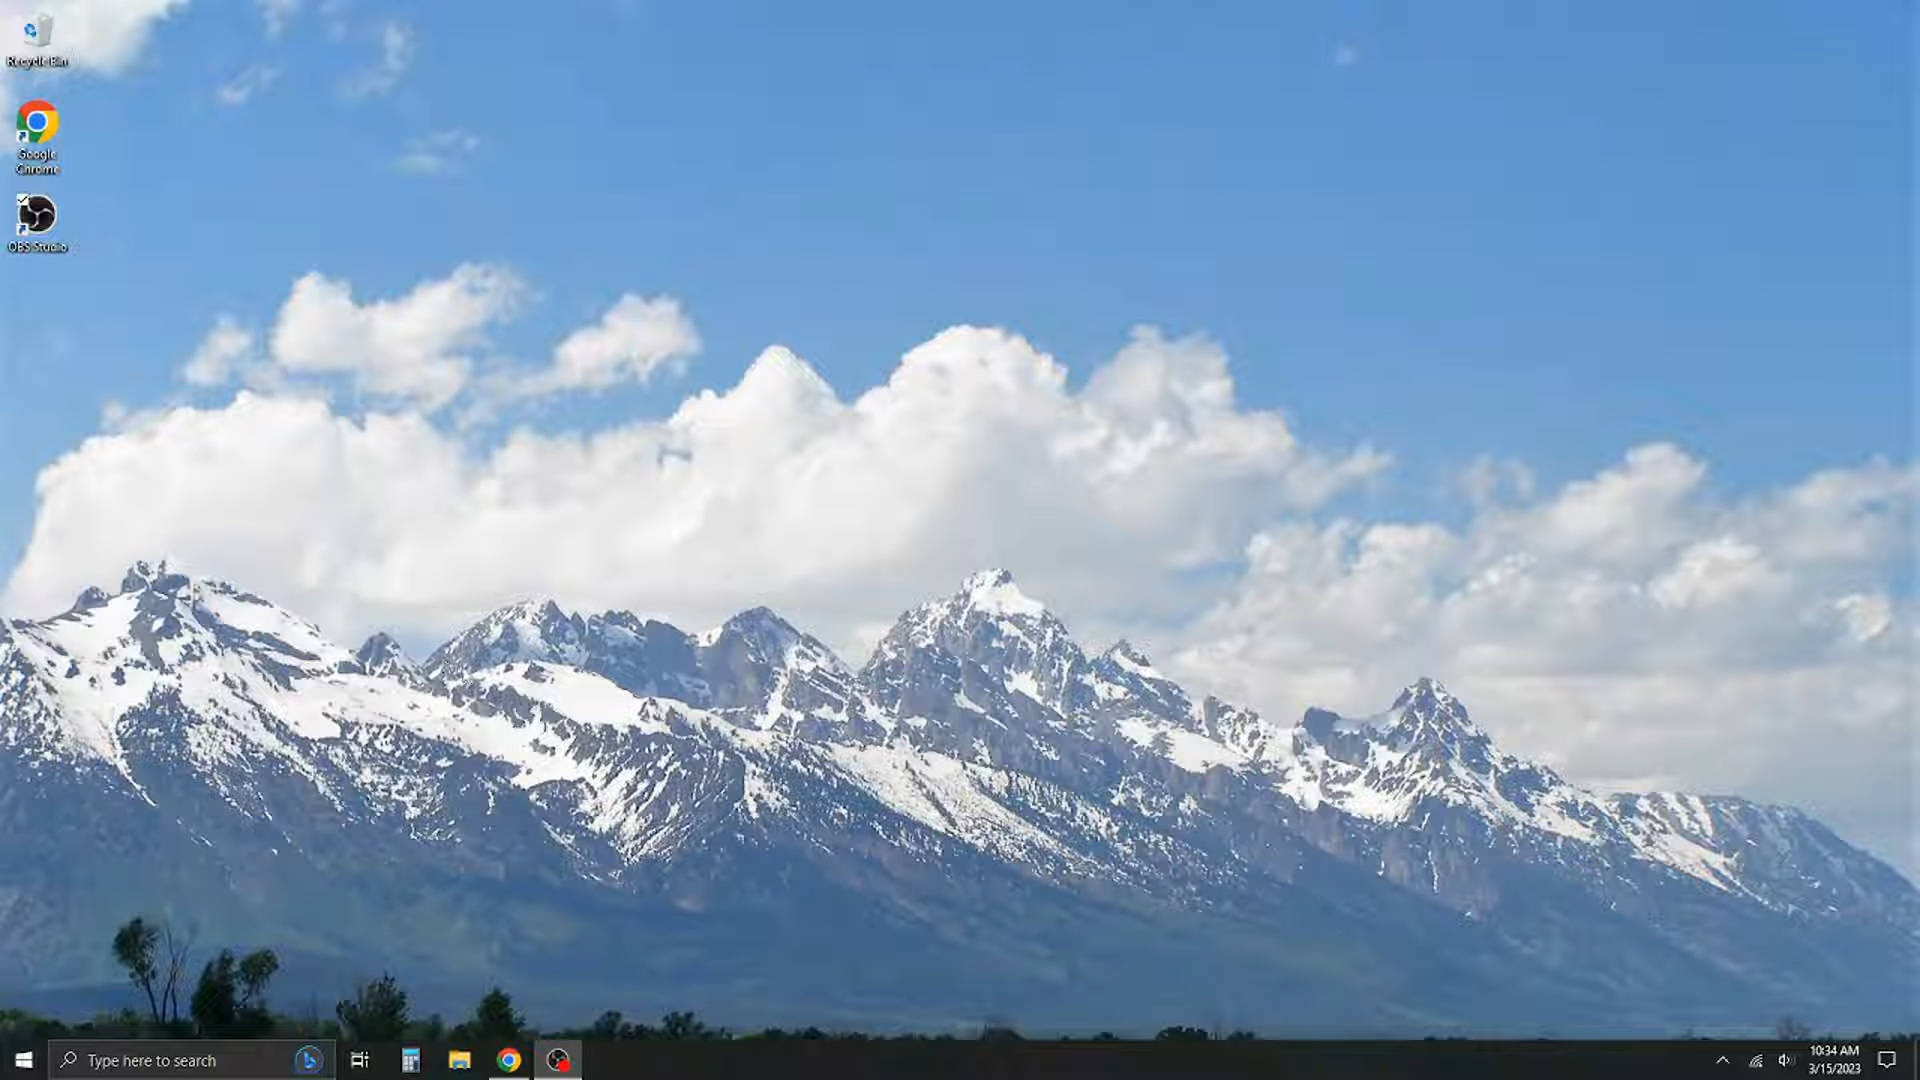 Recycle Bin
Google
Chrome
OBS Studio
Type here to search
10:34 AM
3/15/2023